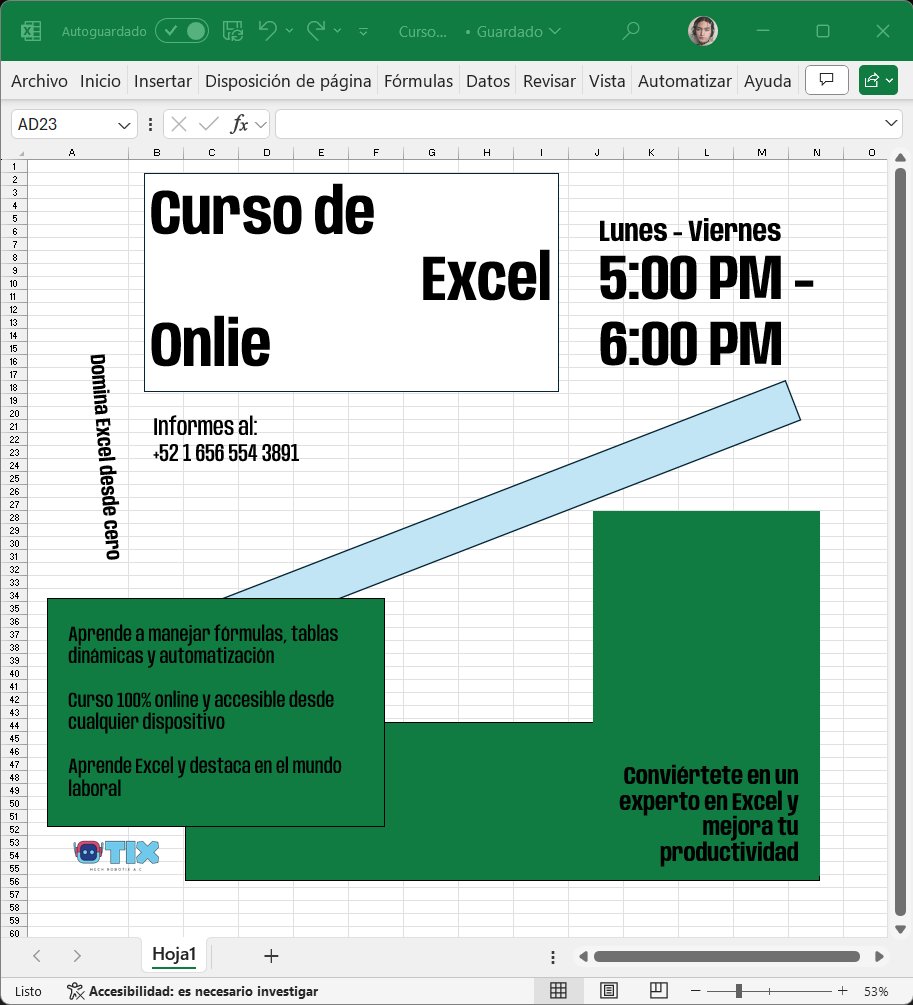 Autoguardado
Curso... • Guardado
Archivo Inicio Insertar Disposición de página Fórmulas Datos Revisar Vista Automatizar Ayuda
AD23 fx
A B C D E F G H I J K L M N O
1
2
3
4
5
6
7
8
9
10
11
12
13
14
15
16
17
18
19
20
21
22
23
24
25
26
27
28
29
30
31
32
33
34
35
36
37
38
39
40
41
42
43
44
45
46
47
48
49
50
51
52
53
54
55
56
57
58
59
60
Curso de
Excel
Onlie
Lunes - Viernes
5:00 PM -
6:00 PM
Domina Excel desde cero
Informes al:
+52 1 656 554 3891
Aprende a manejar fórmulas, tablas
dinámicas y automatización
Curso 100% online y accesible desde
cualquier dispositivo
Aprende Excel y destaca en el mundo
laboral
Conviértete en un
experto en Excel y
mejora tu
productividad
OTIX
Hoja1
Listo
Accesibilidad: es necesario investigar
53%